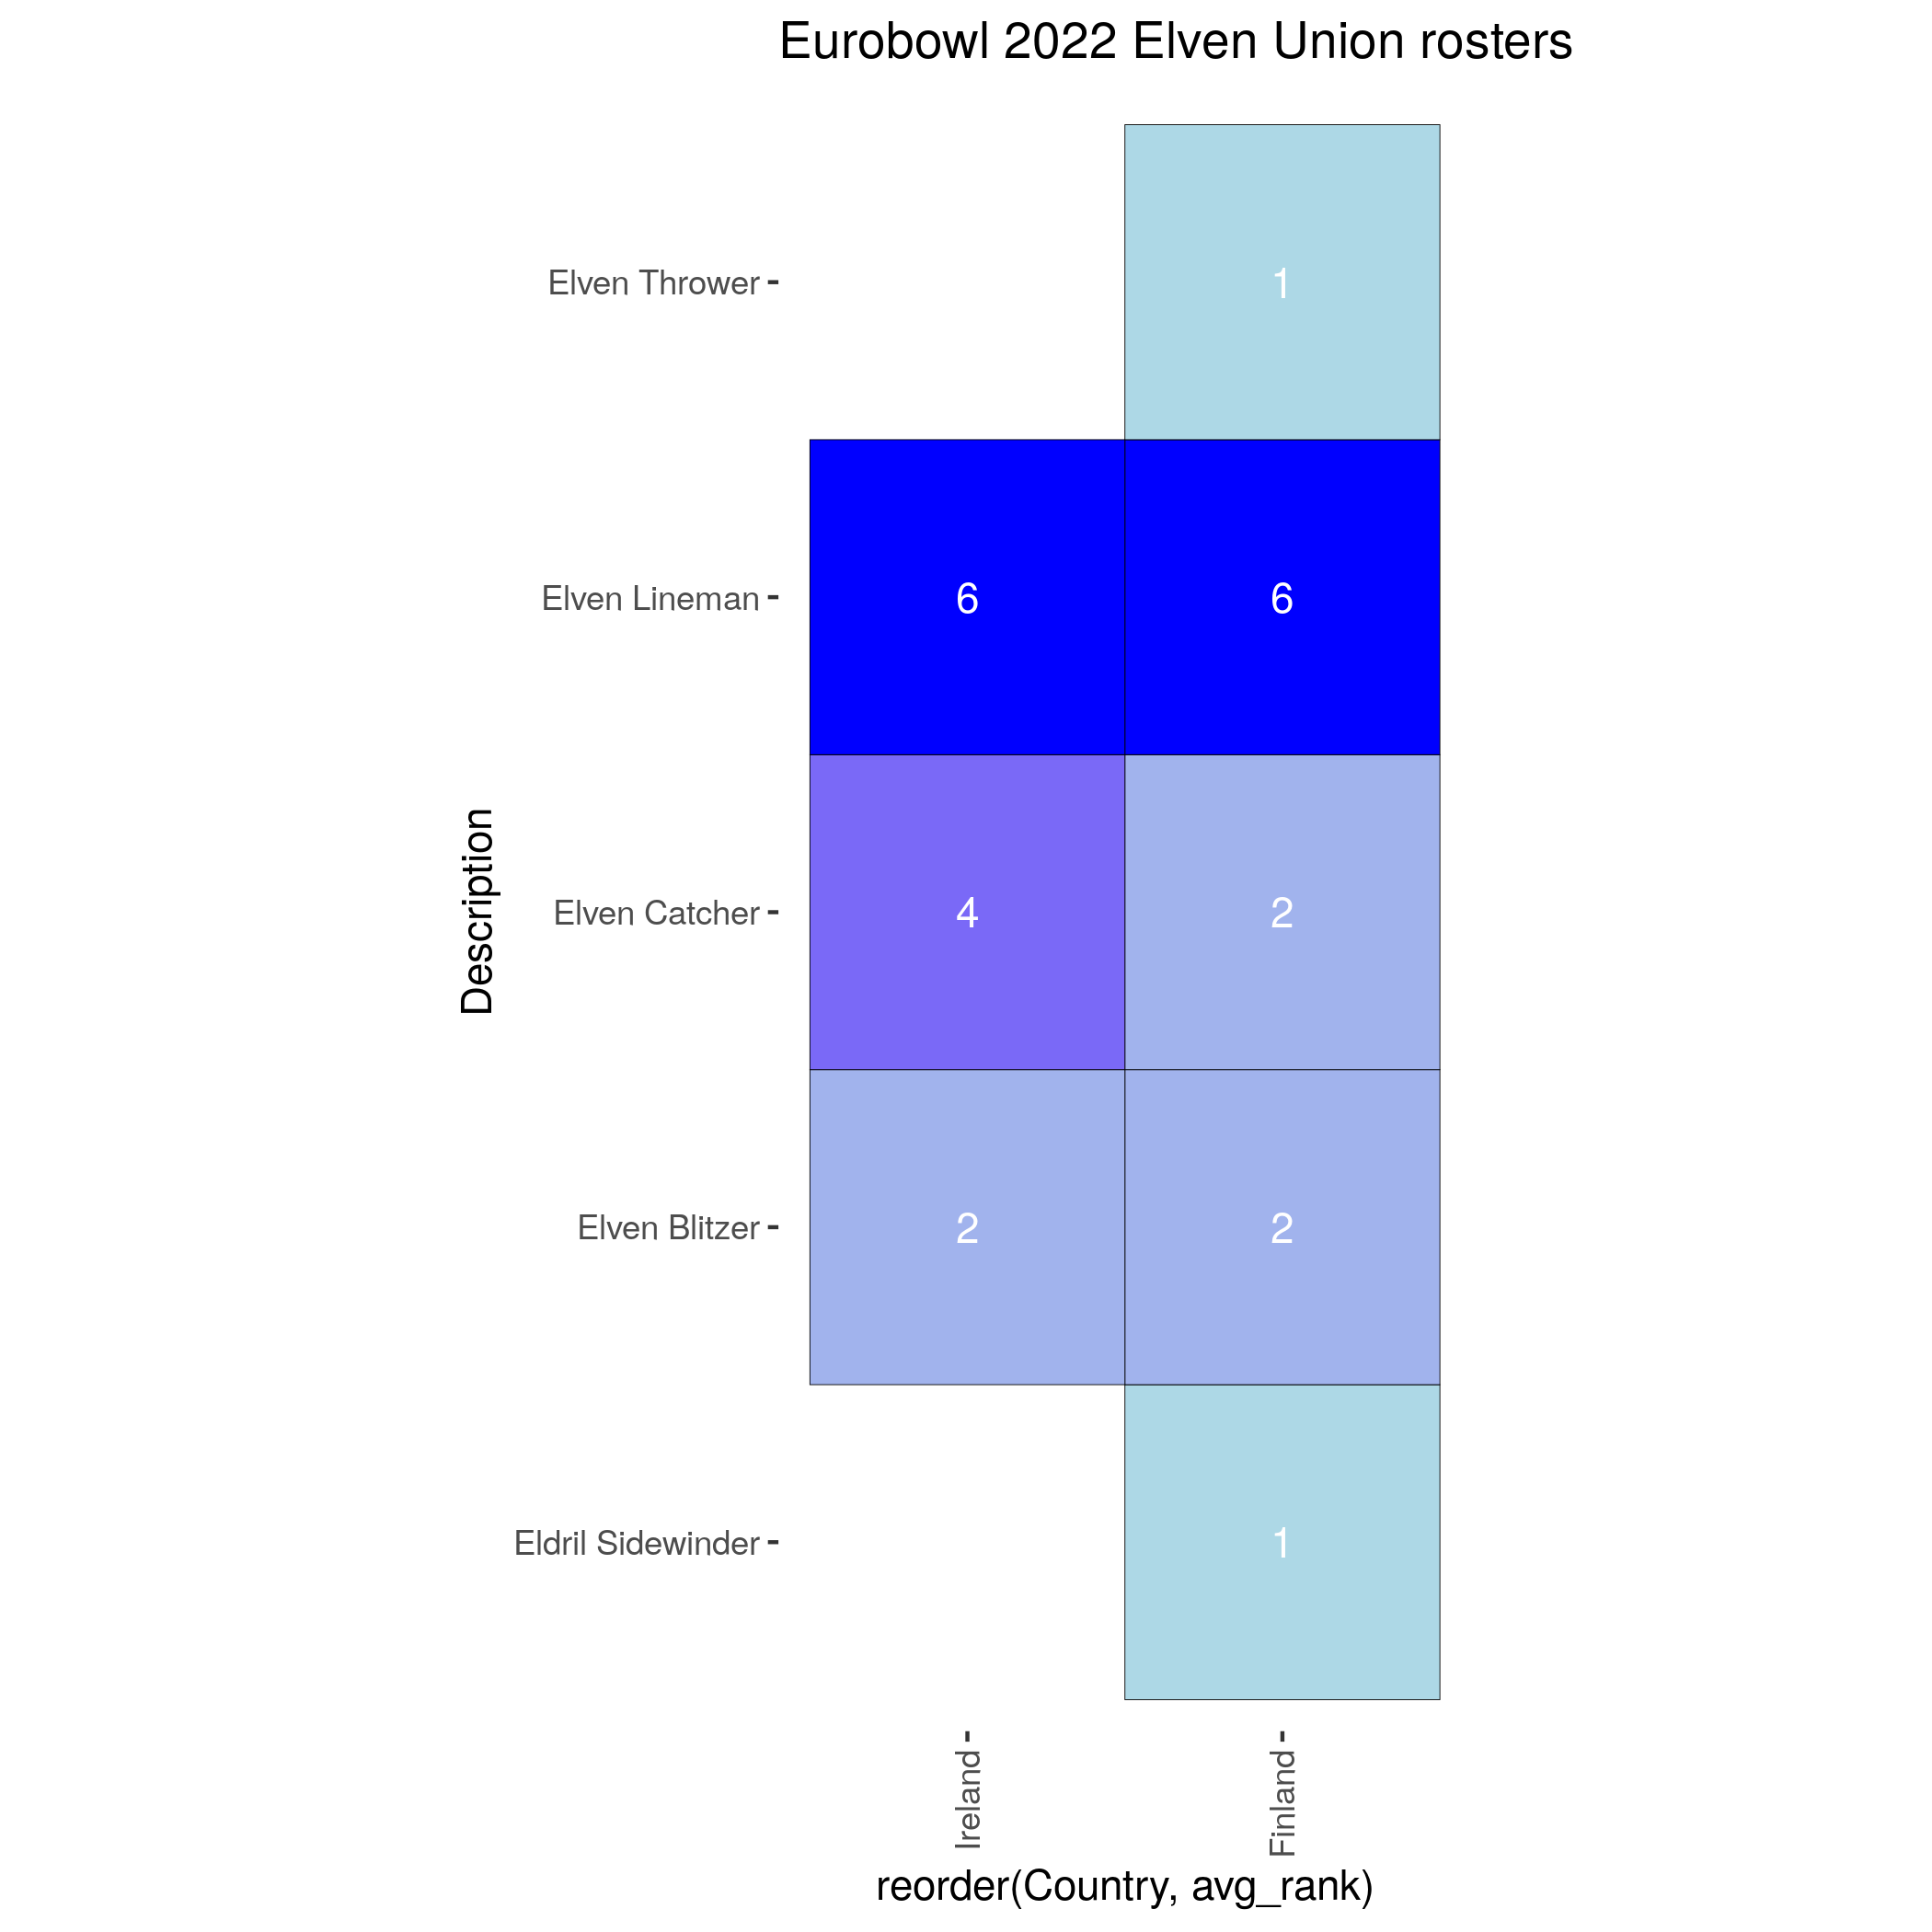 Eurobowl 2022 Elven Union rosters
Elven Thrower
1
Elven Lineman
6 6
Description
Elven Catcher
4 2
Elven Blitzer
2 2
Eldril Sidewinder
1
Ireland
Finland
reorder(Country, avg_rank)